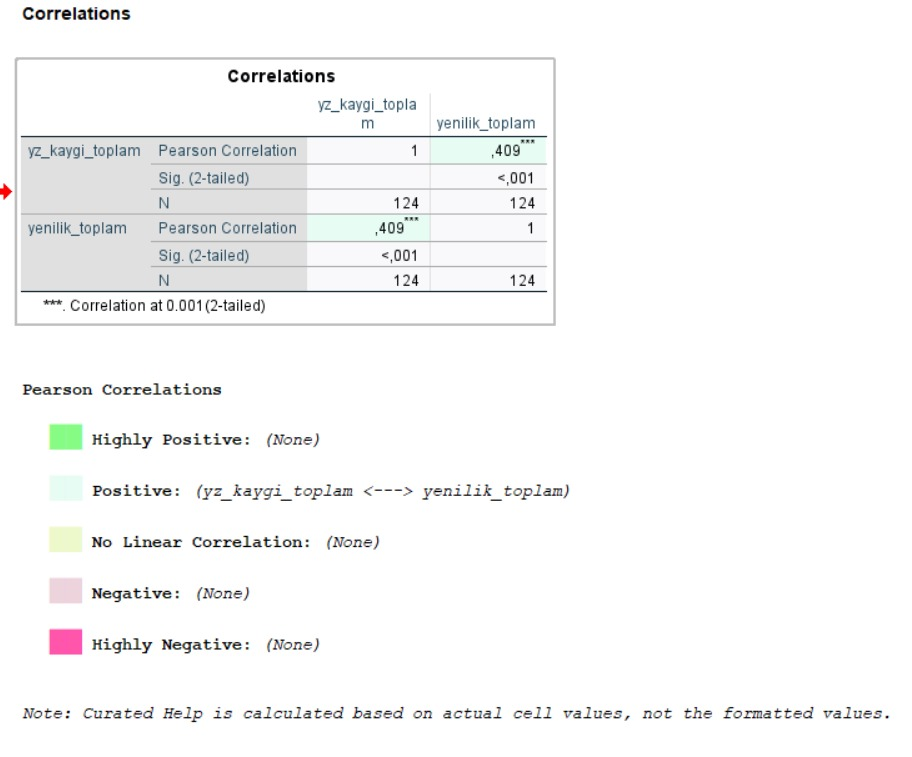 Correlations
Correlations
yz_kaygi_topla
m yenilik_toplam
yz_kaygi_toplam Pearson Correlation 1 ,409***
Sig. (2-tailed) <,001
N 124 124
yenilik_toplam Pearson Correlation ,409*** 1
Sig. (2-tailed) <,001
N 124 124
***. Correlation at 0.001(2-tailed)
Pearson Correlations
Highly Positive: (None)
Positive: (yz_kaygi_toplam <---> yenilik_toplam)
No Linear Correlation: (None)
Negative: (None)
Highly Negative: (None)
Note: Curated Help is calculated based on actual cell values, not the formatted values.